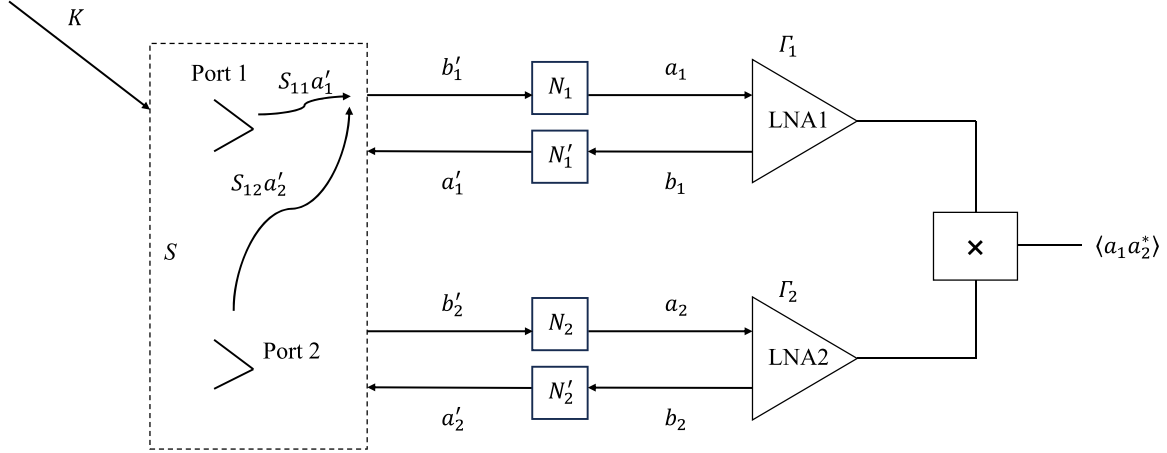 K
Port 1
S₁₁a′₁
b′₁
N₁
a₁
Γ₁
LNA1
N′₁
a′₁
b₁
S₁₂a′₂
S
×
⟨a₁a₂*⟩
b′₂
N₂
a₂
Γ₂
Port 2
LNA2
N′₂
a′₂
b₂